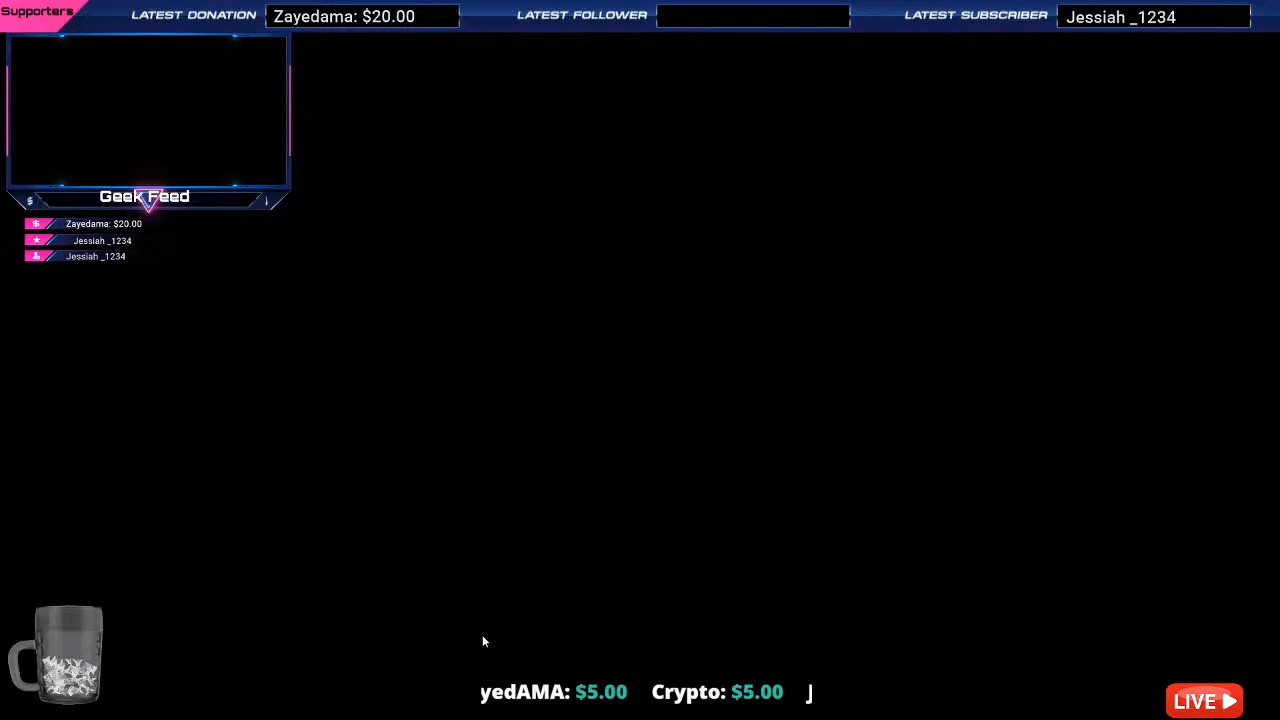 Supporters
LATEST DONATION Zayedama: $20.00 LATEST FOLLOWER LATEST SUBSCRIBER Jessiah _1234
Geek Feed
$
$ Zayedama: $20.00
Jessiah _1234
Jessiah _1234
yedAMA: $5.00 Crypto: $5.00 J
LIVE